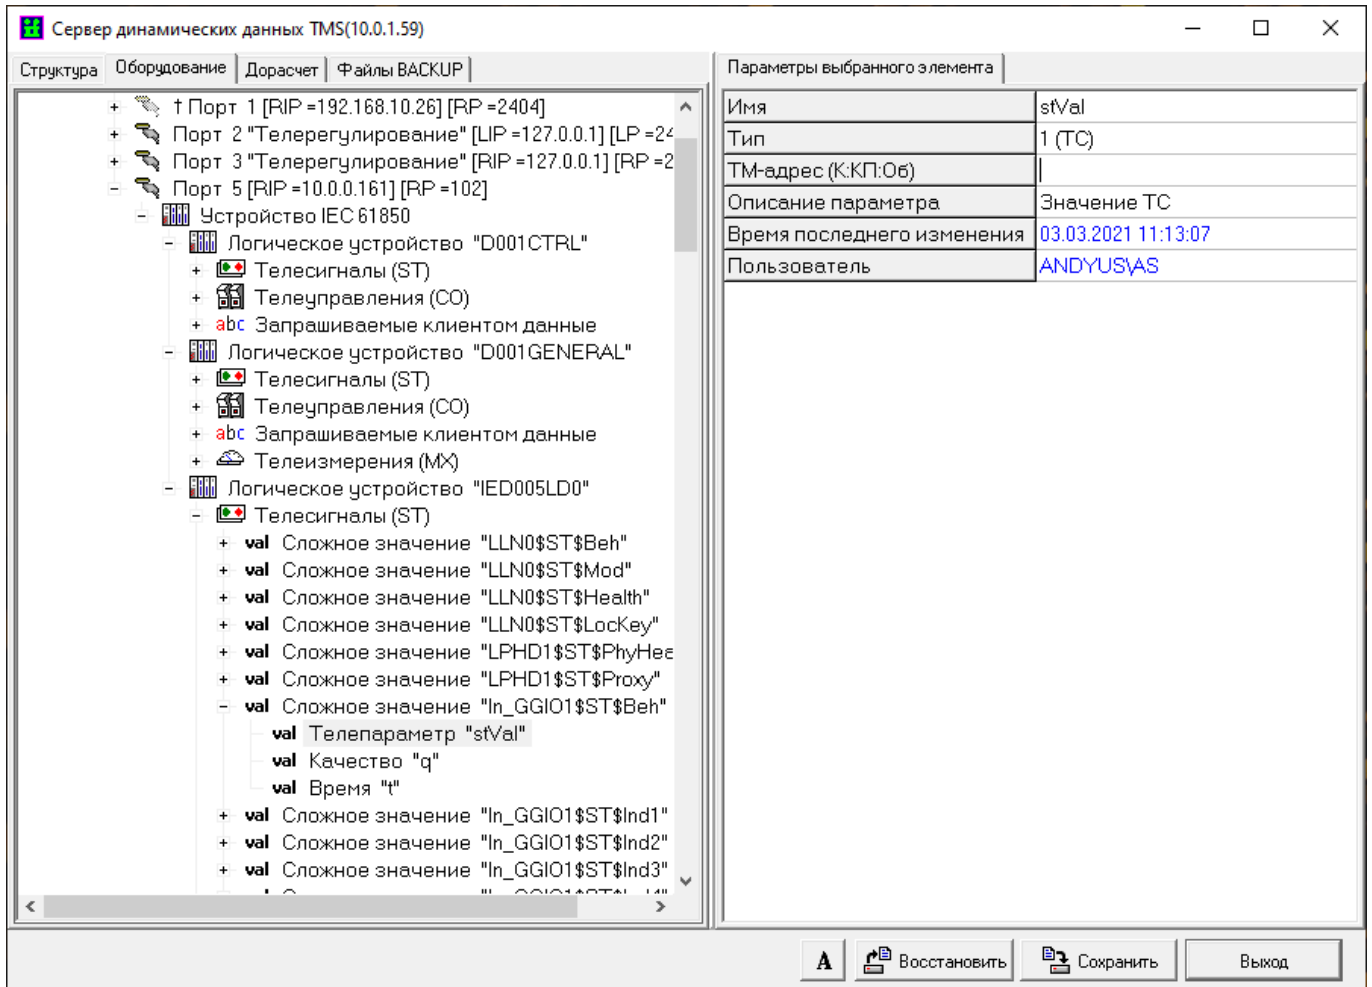 Сервер динамических данных TMS(10.0.1.59)
Структура Оборудование Дорасчет Файлы BACKUP
† Порт 1 [RIP =192.168.10.26] [RP =2404]
Порт 2 "Телерегулирование" [LIP =127.0.0.1] [LP =24
Порт 3 "Телерегулирование" [RIP =127.0.0.1] [RP =2
Порт 5 [RIP =10.0.0.161] [RP =102]
Устройство IEC 61850
Логическое устройство "D001CTRL"
Телесигналы (ST)
Телеуправления (CO)
abc Запрашиваемые клиентом данные
Логическое устройство "D001GENERAL"
Телесигналы (ST)
Телеуправления (CO)
abc Запрашиваемые клиентом данные
Телеизмерения (MX)
Логическое устройство "IED005LD0"
Телесигналы (ST)
val Сложное значение "LLN0$ST$Beh"
val Сложное значение "LLN0$ST$Mod"
val Сложное значение "LLN0$ST$Health"
val Сложное значение "LLN0$ST$LocKey"
val Сложное значение "LPHD1$ST$PhyHea
val Сложное значение "LPHD1$ST$Proxy"
val Сложное значение "In_GGIO1$ST$Beh"
val Телепараметр "stVal"
val Качество "q"
val Время "t"
val Сложное значение "In_GGIO1$ST$Ind1"
val Сложное значение "In_GGIO1$ST$Ind2"
val Сложное значение "In_GGIO1$ST$Ind3"
Параметры выбранного элемента
Имя stVal
Тип 1 (ТС)
ТМ-адрес (К:КП:Об)
Описание параметра Значение ТС
Время последнего изменения 03.03.2021 11:13:07
Пользователь ANDYUS\AS
A Восстановить Сохранить Выход